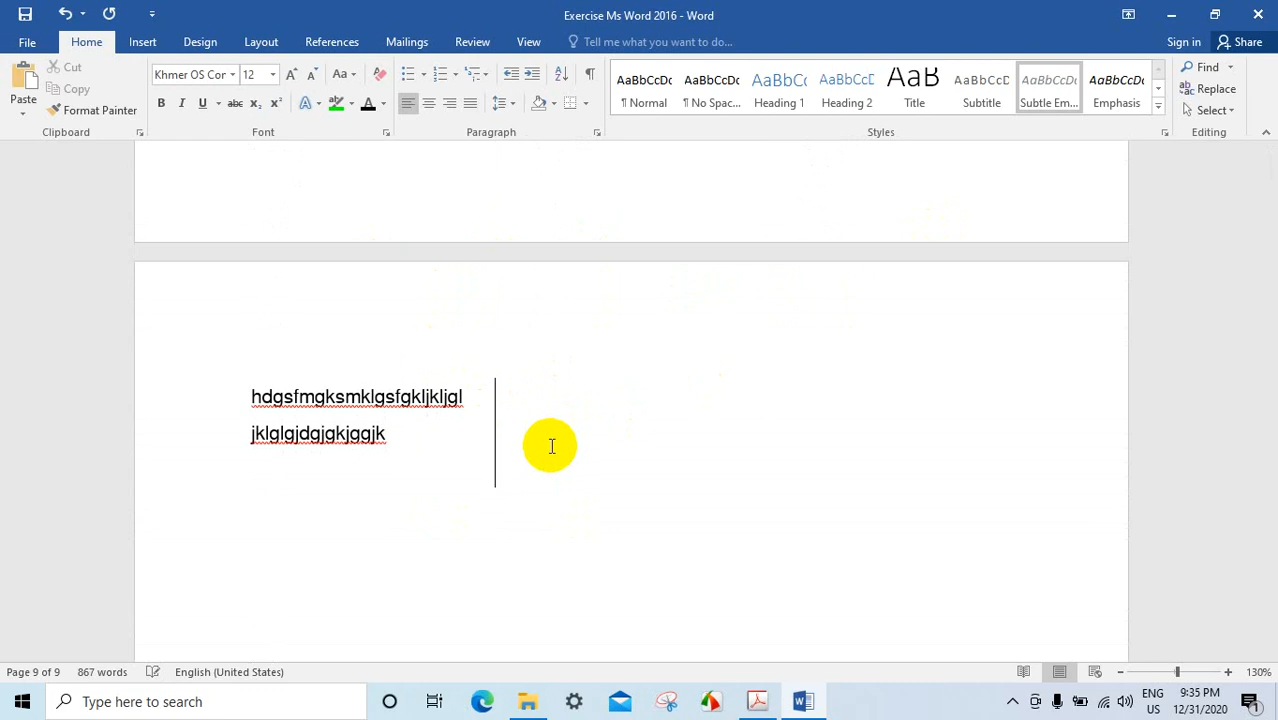 Exercise Ms Word 2016 - Word
File Home Insert Design Layout References Mailings Review View Tell me what you want to do... Sign in Share
Paste Cut Copy Format Painter
Khmer OS Cor 12
AaBbCcDc ¶ Normal
AaBbCcDc ¶ No Spac...
AaBbCc Heading 1
AaBbCcD Heading 2
AaB Title
AaBbCcD Subtitle
AaBbCcDc Subtle Em...
AaBbCcDc Emphasis
Find
Replace
Select
Clipboard Font Paragraph Styles Editing
hdgsfmgksmklgsfgkljkljgl
jklglgjdgjgkjggjk
Page 9 of 9 867 words English (United States) 130%
Type here to search
ENG US
9:35 PM
12/31/2020